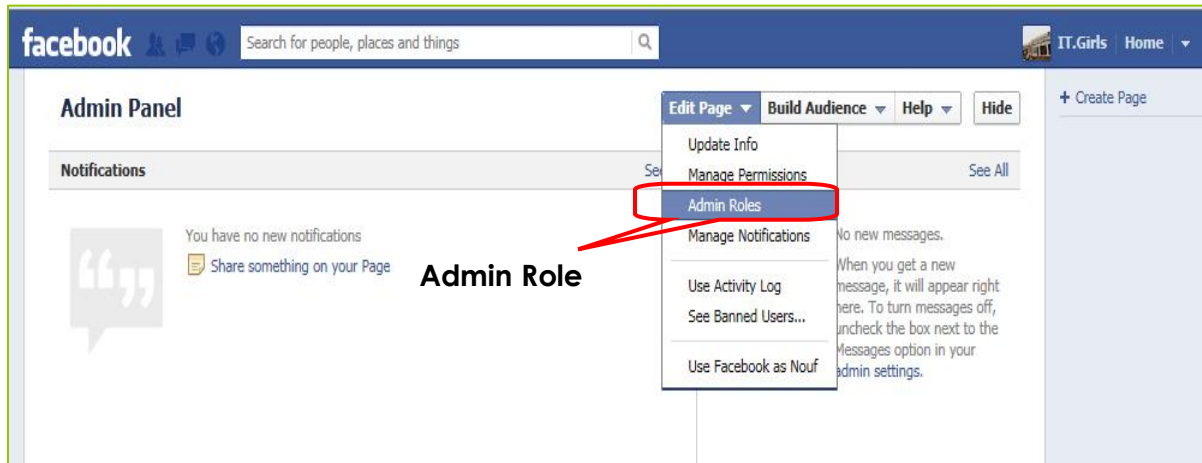 facebook
Search for people, places and things
IT.Girls Home
Admin Panel
Edit Page
Build Audience
Help
Hide
+ Create Page
Notifications
See All
You have no new notifications
Share something on your Page
Update Info
Manage Permissions
Admin Roles
Manage Notifications
Use Activity Log
See Banned Users...
Use Facebook as Nouf
Admin Role
No new messages.
When you get a new
message, it will appear right
here. To turn messages off,
uncheck the box next to the
Messages option in your
admin settings.